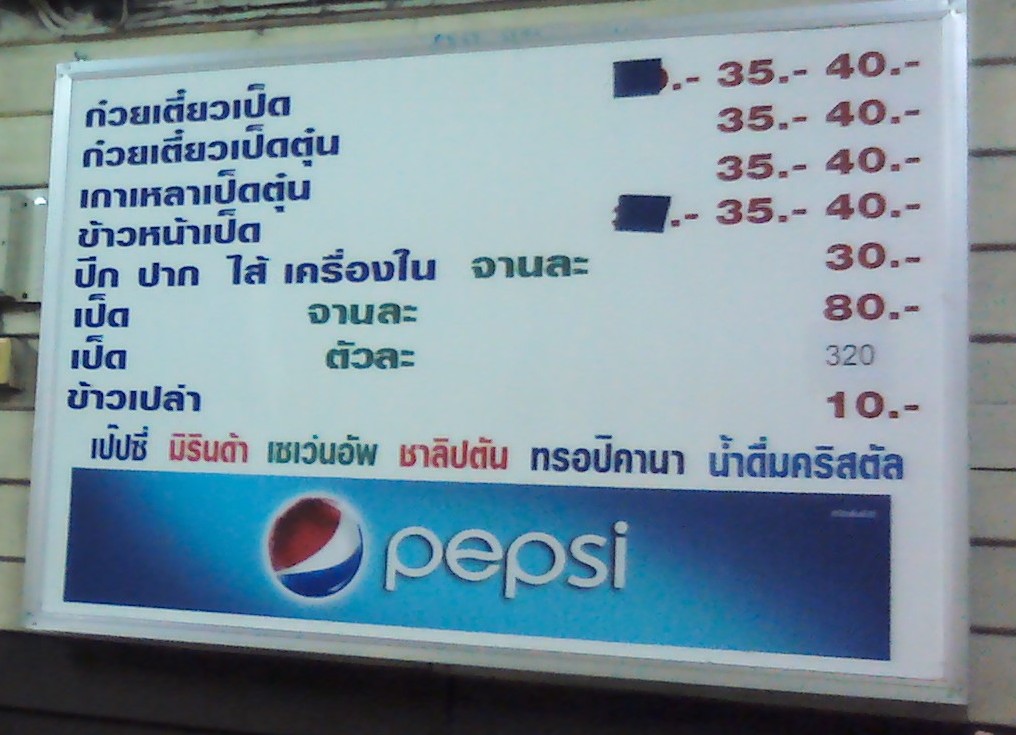 ก๋วยเตี๋ยวเป็ด .- 35.- 40.-
ก๋วยเตี๋ยวเป็ดตุ๋น 35.- 40.-
เกาเหลาเป็ดตุ๋น 35.- 40.-
ข้าวหน้าเป็ด .- 35.- 40.-
ปีก ปาก ไส้ เครื่องใน จานละ 30.-
เป็ด จานละ 80.-
เป็ด ตัวละ 320
ข้าวเปล่า 10.-
เป๊ปซี่ มิรินด้า เซเว่นอัพ ชาลิปตัน ทรอปิคานา น้ำดื่มคริสตัล
pepsi